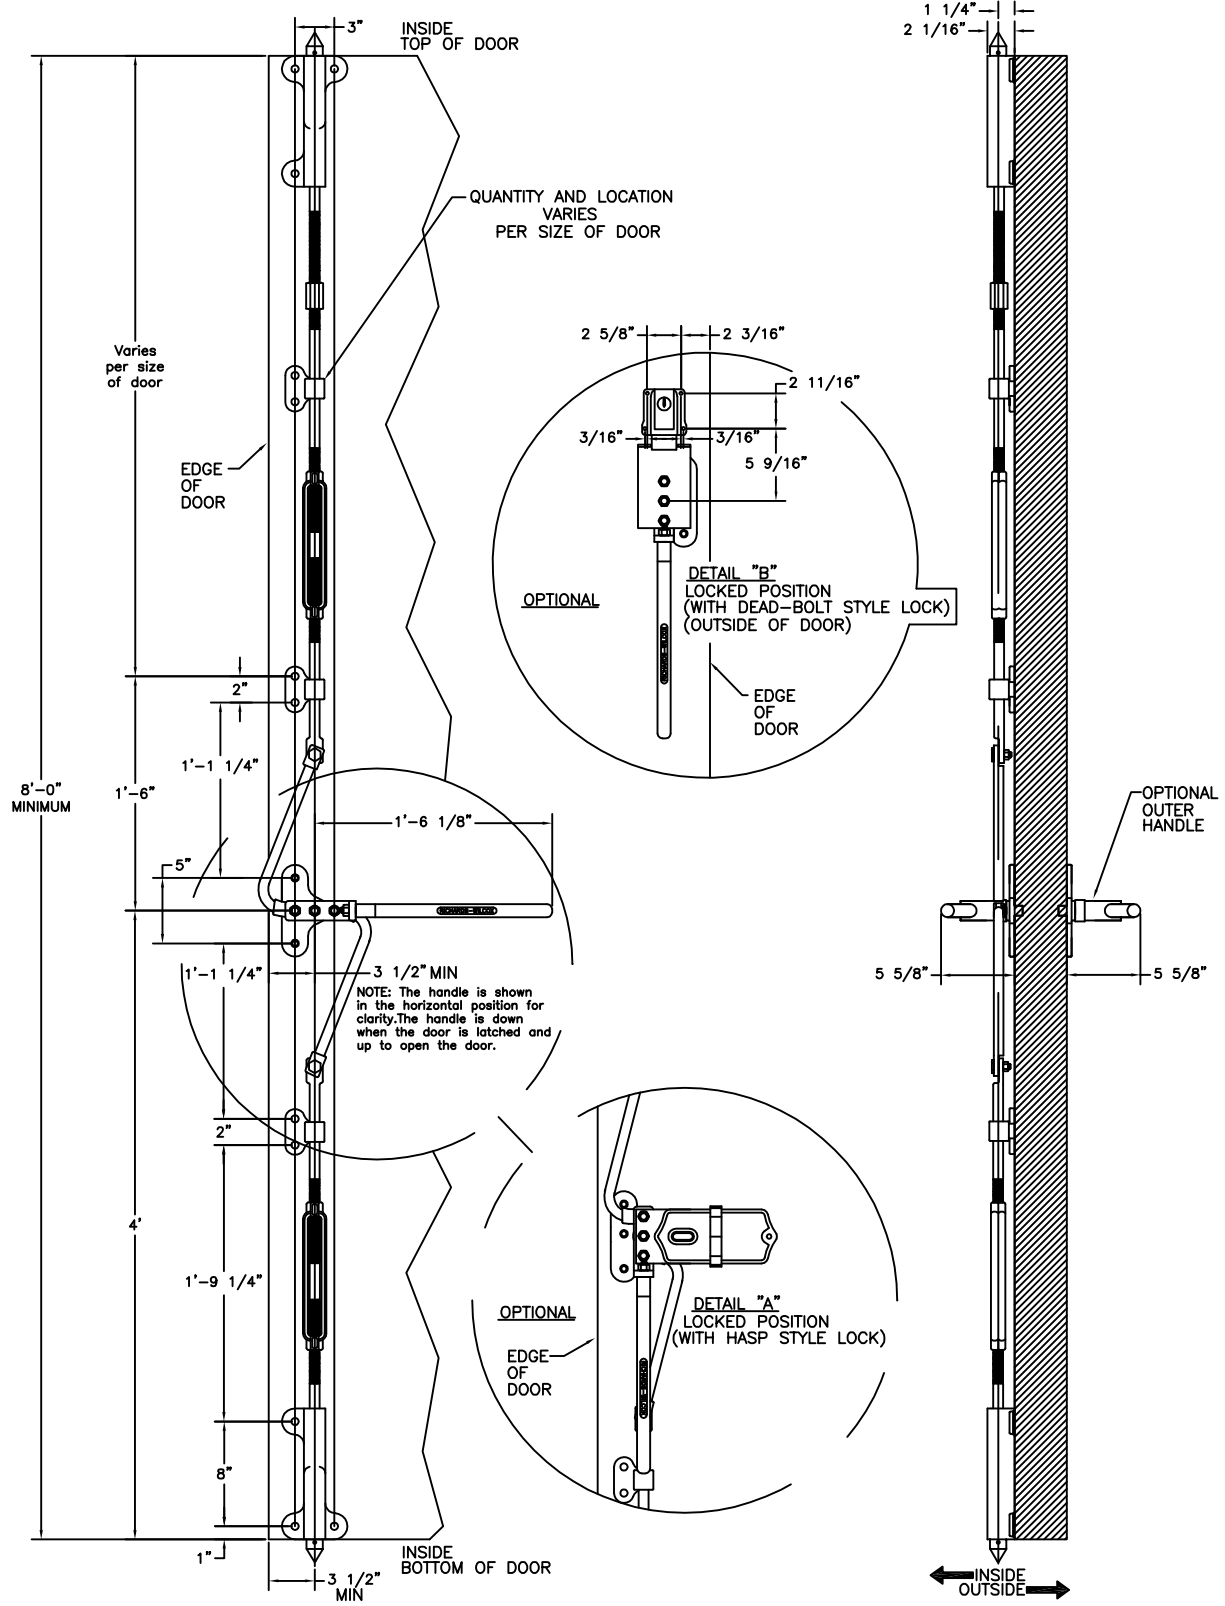 3"
INSIDE
TOP OF DOOR
1 1/4"
2 1/16"
QUANTITY AND LOCATION
VARIES
PER SIZE OF DOOR
Varies
per size
of door
2 5/8"
2 3/16"
2 11/16"
3/16"
3/16"
5 9/16"
EDGE
OF
DOOR
OPTIONAL
DETAIL "B"
LOCKED POSITION
(WITH DEAD-BOLT STYLE LOCK)
(OUTSIDE OF DOOR)
EDGE
OF
DOOR
2"
1'-1 1/4"
8'-0"
MINIMUM
1'-6"
1'-6 1/8"
5"
RICHARDS-WILCOX
OPTIONAL
OUTER
HANDLE
5 5/8"
5 5/8"
1'-1 1/4"
3 1/2" MIN
NOTE: The handle is shown
in the horizontal position for
clarity.The handle is down
when the door is latched and
up to open the door.
2"
4'
1'-9 1/4"
OPTIONAL
DETAIL "A"
LOCKED POSITION
(WITH HASP STYLE LOCK)
EDGE
OF
DOOR
8"
1"
3 1/2"
MIN
INSIDE
BOTTOM OF DOOR
INSIDE
OUTSIDE